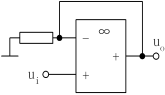 ∞
−
+
+
u_o
u_i